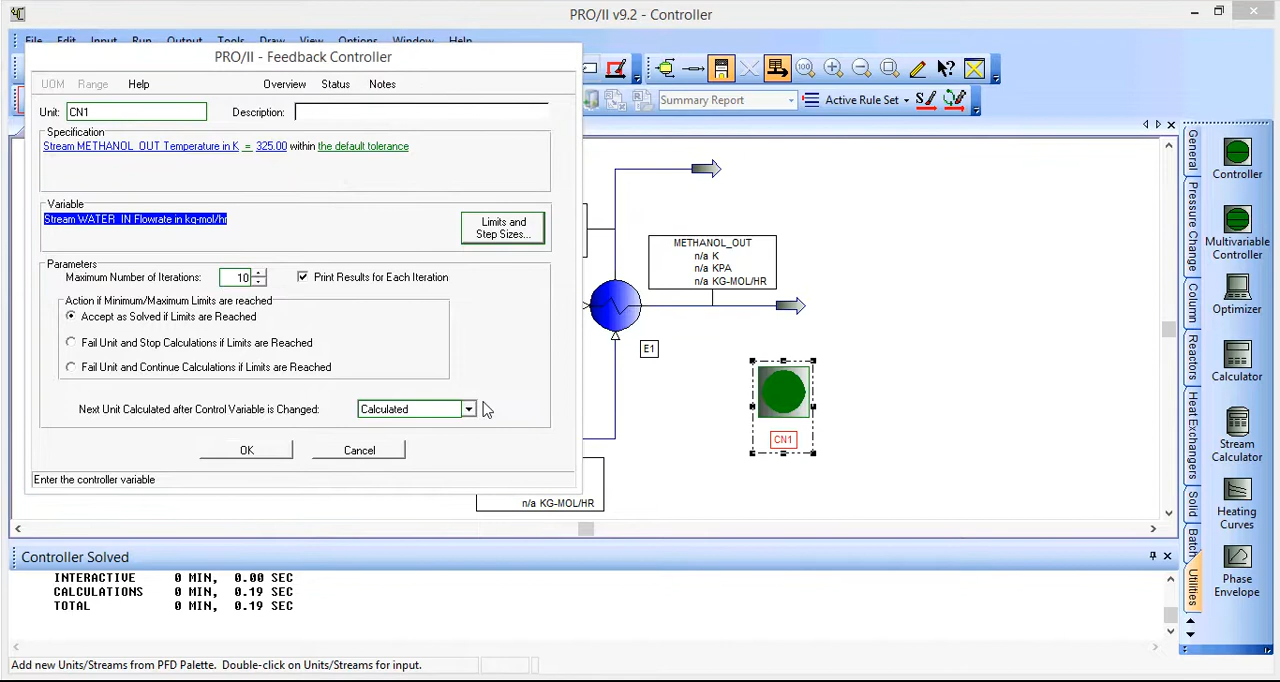 PRO/II v9.2 - Controller
File Edit Input Run Output Tools Draw View Options Window Help
PRO/II - Feedback Controller
UOM Range Help Overview Status Notes
Unit: CN1 Description:
Specification
Stream METHANOL_OUT Temperature in K = 325.00 within the default tolerance
Variable
Stream WATER_IN Flowrate in kg-mol/hr
Limits and
Step Sizes...
Parameters
Maximum Number of Iterations: 10 Print Results for Each Iteration
Action if Minimum/Maximum Limits are reached
Accept as Solved if Limits are Reached
Fail Unit and Stop Calculations if Limits are Reached
Fail Unit and Continue Calculations if Limits are Reached
Next Unit Calculated after Control Variable is Changed: Calculated
OK Cancel
Enter the controller variable
Summary Report
Active Rule Set
METHANOL_OUT
n/a K
n/a KPA
n/a KG-MOL/HR
E1
CN1
n/a KG-MOL/HR
General
Pressure Change
Column
Reactors
Heat Exchangers
Solid
Batch
Utilities
Controller
Multivariable
Controller
Optimizer
Calculator
Stream
Calculator
Heating
Curves
Phase
Envelope
Controller Solved
INTERACTIVE 0 MIN, 0.00 SEC
CALCULATIONS 0 MIN, 0.19 SEC
TOTAL 0 MIN, 0.19 SEC
Add new Units/Streams from PFD Palette. Double-click on Units/Streams for input.